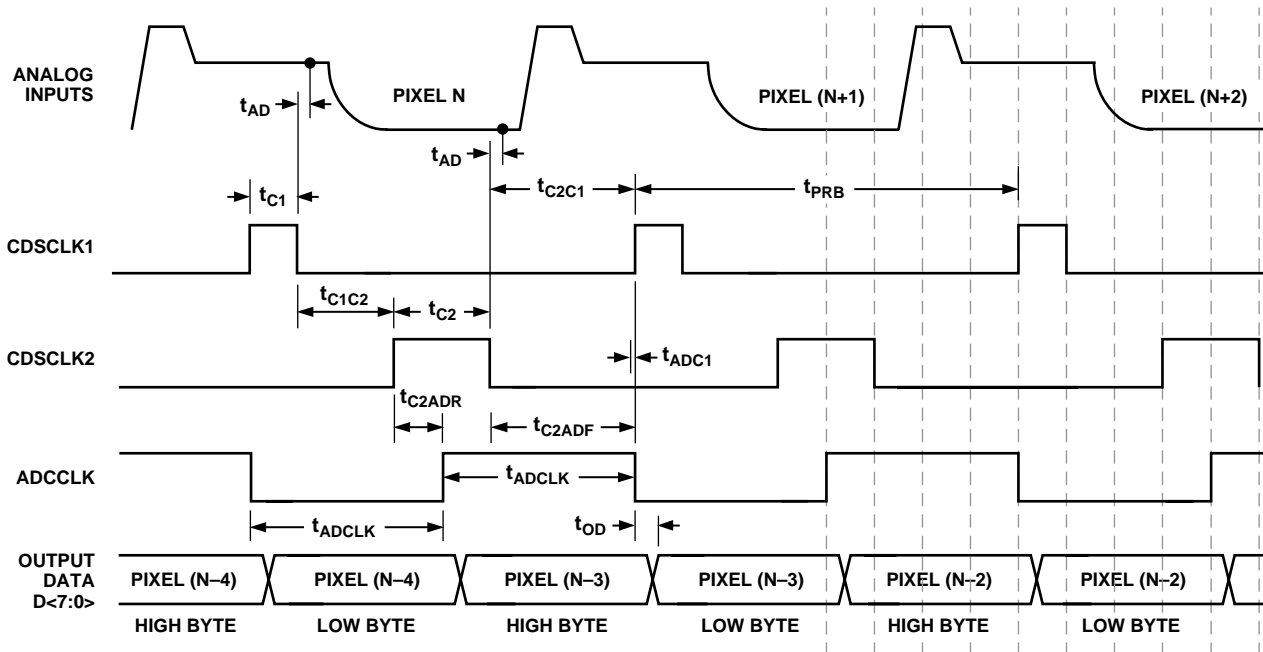 ANALOG
INPUTS
PIXEL N
PIXEL (N+1)
PIXEL (N+2)
tAD
tAD
tC1
tC2C1
tPRB
CDSCLK1
tC1C2
tC2
CDSCLK2
tADC1
tC2ADR
tC2ADF
ADCCLK
tADCLK
tADCLK
tOD
OUTPUT
DATA
D<7:0>
PIXEL (N–4)
PIXEL (N–4)
PIXEL (N–3)
PIXEL (N–3)
PIXEL (N–2)
PIXEL (N–2)
HIGH BYTE
LOW BYTE
HIGH BYTE
LOW BYTE
HIGH BYTE
LOW BYTE